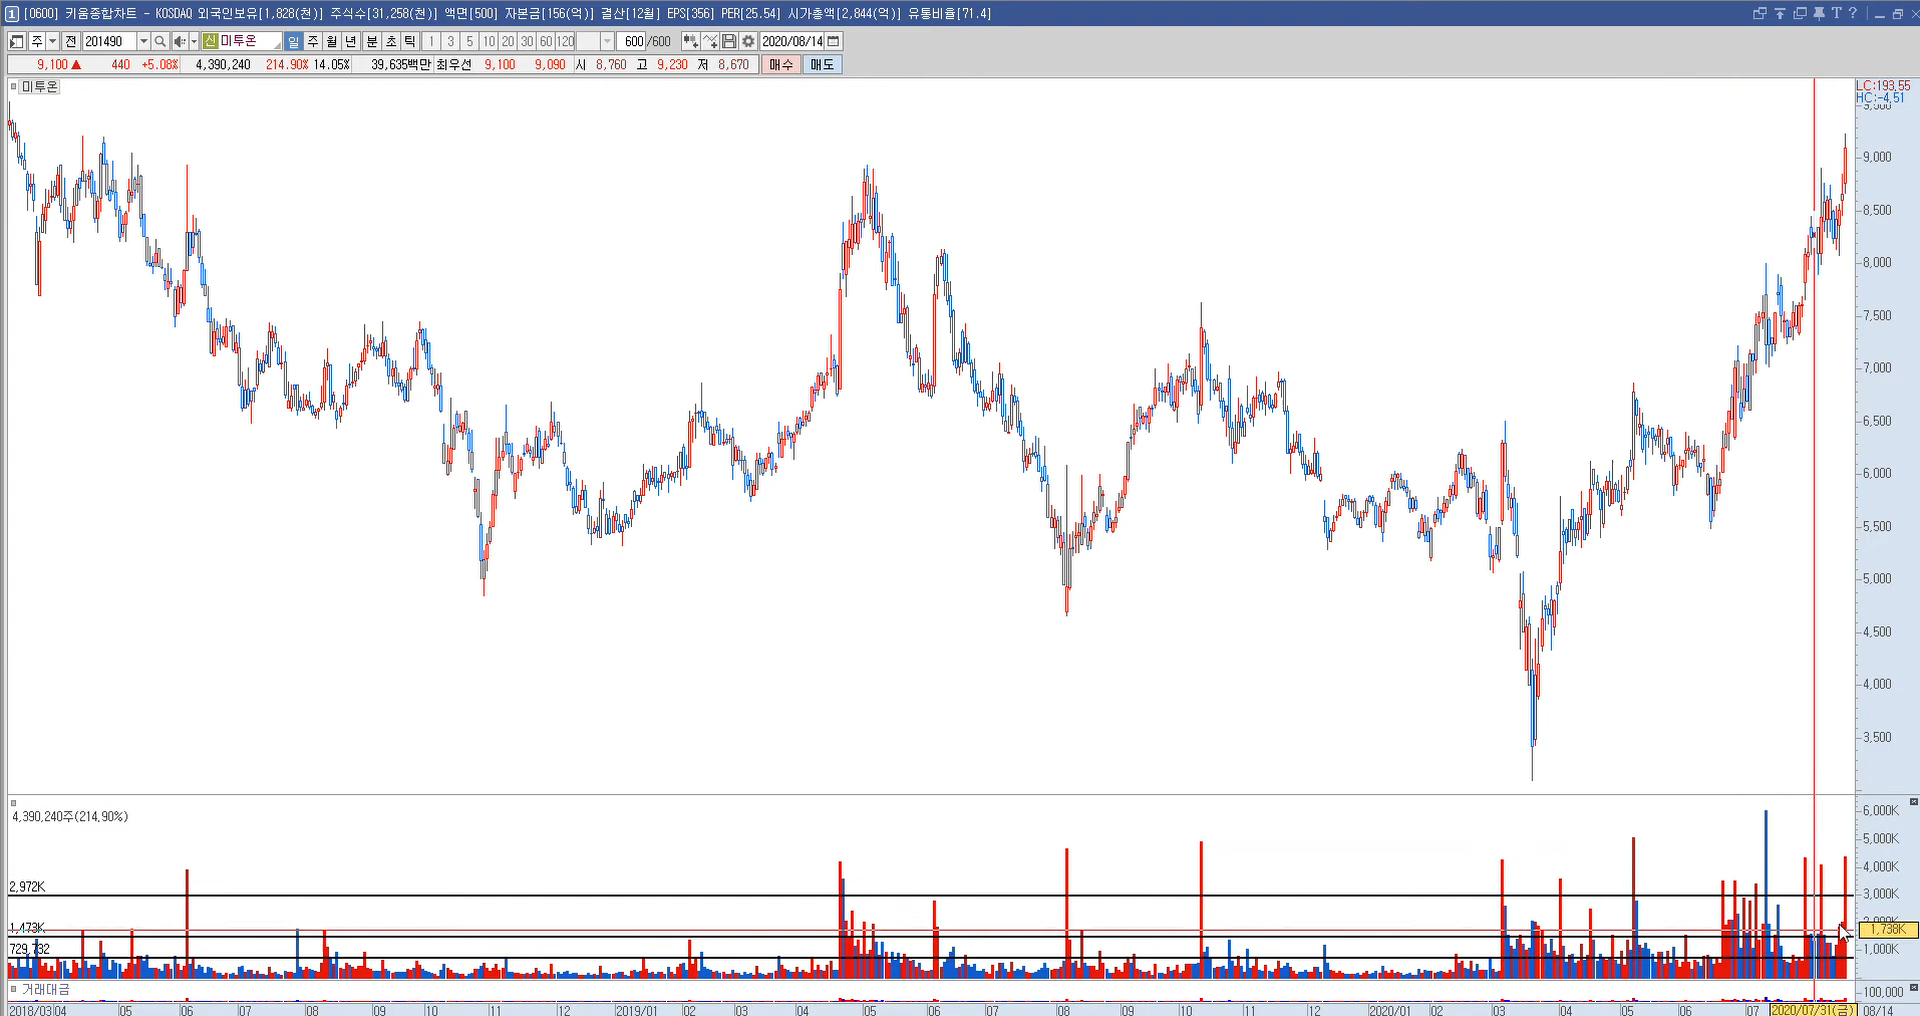 1 [0600] 키움종합차트 - KOSDAQ 외국인보유[1,828(천)] 주식수[31,258(천)] 액면[500] 자본금[156(억)] 결산[12월] EPS[356] PER[25.54] 시가총액[2,844(억)] 유통비율[71.4] T ?
주 전 201490 신 미투온 일 주 월 년 분 초 틱 1 3 5 10 20 30 60 120 600 /600 2020/08/14
9,100 ▲ 440 +5.08% 4,390,240 214.90% 14.05% 39,635백만 최우선 9,100 9,090 시 8,760 고 9,230 저 8,670 매수 매도
미투온
LC:193.55
HC:-4.51
9,500
9,000
8,500
8,000
7,500
7,000
6,500
6,000
5,500
5,000
4,500
4,000
3,500
4,390,240주(214.90%)
6,000K
5,000K
4,000K
3,000K
2,000K
1,000K
2,972K
1,473K
729,732
1,738K
거래대금
100,000
2018/03 04 05 06 07 08 09 10 11 12 2019/01 02 03 04 05 06 07 08 09 10 11 12 2020/01 02 03 04 05 06 07 2020/07/31(금) 08/14